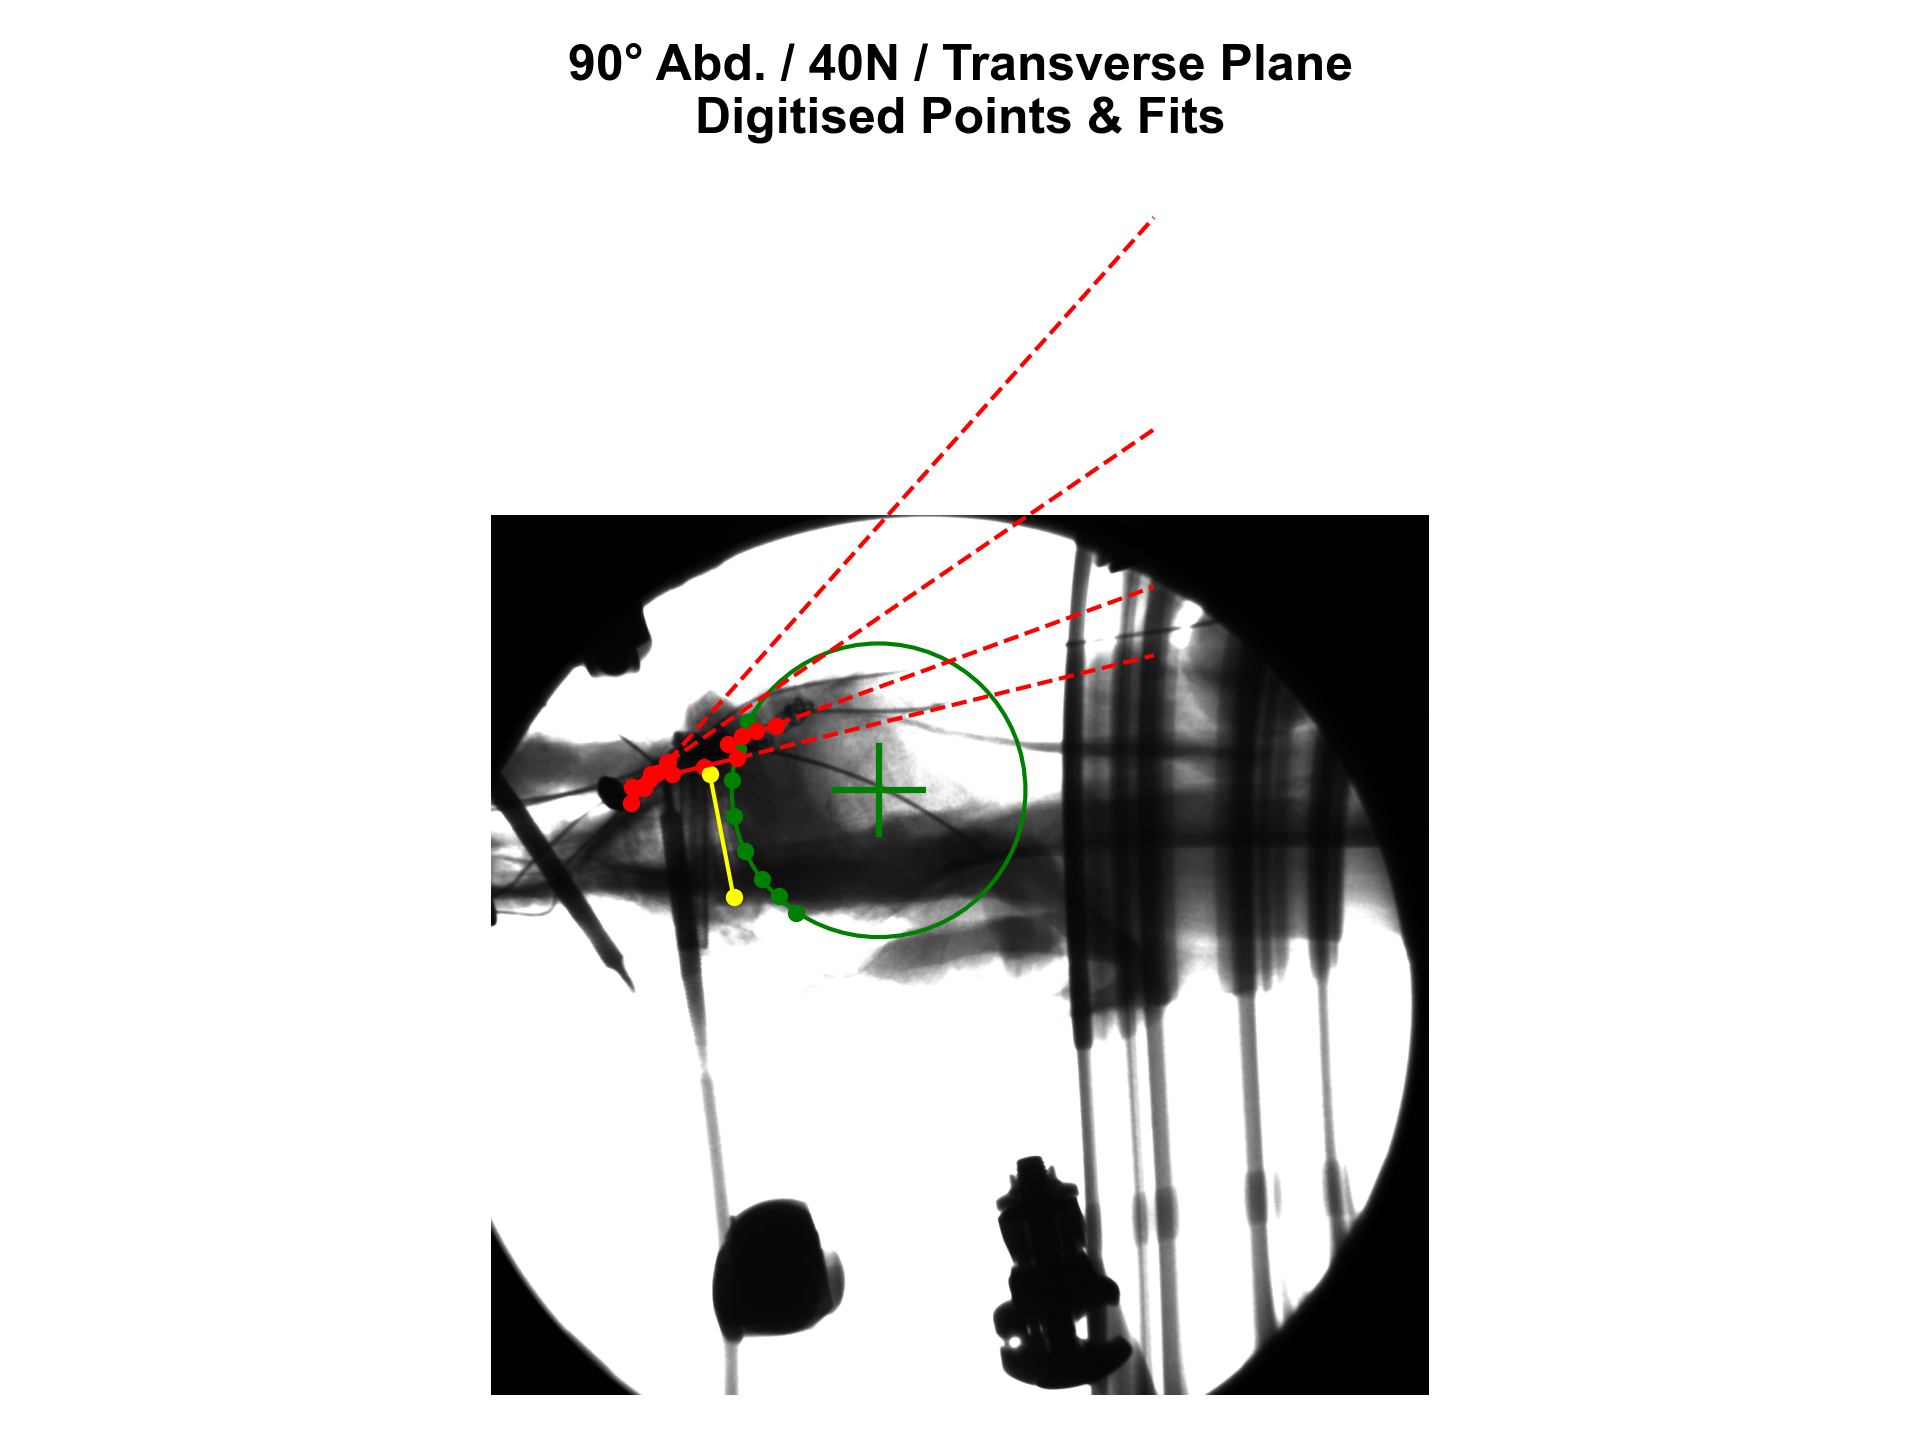 90° Abd. / 40N / Transverse Plane
Digitised Points & Fits